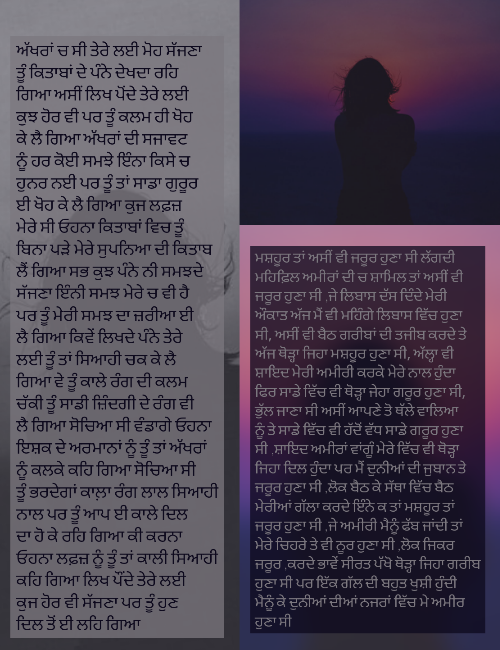 ਅੱਖਰਾਂ ਚ ਸੀ ਤੇਰੇ ਲਈ ਮੋਹ ਸੱਜਣਾ
ਤੂੰ ਕਿਤਾਬਾਂ ਦੇ ਪੰਨੇ ਦੇਖਦਾ ਰਹਿ
ਗਿਆ ਅਸੀਂ ਲਿਖ ਪੋਂਦੇ ਤੇਰੇ ਲਈ
ਕੁਝ ਹੋਰ ਵੀ ਪਰ ਤੂੰ ਕਲਮ ਹੀ ਖੋਹ
ਕੇ ਲੈ ਗਿਆ ਅੱਖਰਾਂ ਦੀ ਸਜਾਵਟ
ਨੂੰ ਹਰ ਕੋਈ ਸਮਝੇ ਇੰਨਾ ਕਿਸੇ ਚ
ਹੁਨਰ ਨਈ ਪਰ ਤੂੰ ਤਾਂ ਸਾਡਾ ਗੁਰੂਰ
ਈ ਖੋਹ ਕੇ ਲੈ ਗਿਆ ਕੁਜ ਲਫ਼ਜ਼
ਮੇਰੇ ਸੀ ਓਹਨਾ ਕਿਤਾਬਾਂ ਵਿਚ ਤੂੰ
ਬਿਨਾ ਪੜੇ ਮੇਰੇ ਸੁਪਨਿਆ ਦੀ ਕਿਤਾਬ
ਲੈਂ ਗਿਆ ਸਭ ਕੁਝ ਪੰਨੇ ਨੀ ਸਮਝਦੇ
ਸੱਜਣਾ ਇੰਨੀ ਸਮਝ ਮੇਰੇ ਚ ਵੀ ਹੈ
ਪਰ ਤੂੰ ਮੇਰੀ ਸਮਝ ਦਾ ਜ਼ਰੀਆ ਈ
ਲੈ ਗਿਆ ਕਿਵੇਂ ਲਿਖਦੇ ਪੰਨੇ ਤੇਰੇ
ਲਈ ਤੂੰ ਤਾਂ ਸਿਆਹੀ ਚਕ ਕੇ ਲੈ
ਗਿਆ ਵੇ ਤੂੰ ਕਾਲੇ ਰੰਗ ਦੀ ਕਲਮ
ਚੱਕੀ ਤੂੰ ਸਾਡੀ ਜ਼ਿੰਦਗੀ ਦੇ ਰੰਗ ਵੀ
ਲੈ ਗਿਆ ਸੋਚਿਆ ਸੀ ਵੰਡਾਗੇ ਓਹਨਾ
ਇਸ਼ਕ ਦੇ ਅਰਮਾਨਾਂ ਨੂੰ ਤੂੰ ਤਾਂ ਅੱਖਰਾਂ
ਨੂੰ ਕਲਕੇ ਕਹਿ ਗਿਆ ਸੋਚਿਆ ਸੀ
ਤੂੰ ਭਰਦੇਗਾਂ ਕਾਲਾ਼ ਰੰਗ ਲਾਲ ਸਿਆਹੀ
ਨਾਲ ਪਰ ਤੂੰ ਆਪ ਈ ਕਾਲੇ ਦਿਲ
ਦਾ ਹੋ ਕੇ ਰਹਿ ਗਿਆ ਕੀ ਕਰਨਾ
ਓਹਨਾ ਲਫ਼ਜ਼ ਨੂੰ ਤੂੰ ਤਾਂ ਕਾਲੀ ਸਿਆਹੀ
ਕਹਿ ਗਿਆ ਲਿਖ ਪੌਂਦੇ ਤੇਰੇ ਲਈ
ਕੁਜ ਹੋਰ ਵੀ ਸੱਜਣਾ ਪਰ ਤੂੰ ਹੁਣ
ਦਿਲ ਤੋਂ ਈ ਲਹਿ ਗਿਆ
ਮਸ਼ਹੂਰ ਤਾਂ ਅਸੀਂ ਵੀ ਜਰੂਰ ਹੁਣਾ ਸੀ ਲੱਗਦੀ
ਮਹਿਫ਼ਿਲ ਅਮੀਰਾਂ ਦੀ ਚ ਸ਼ਾਮਿਲ ਤਾਂ ਅਸੀਂ ਵੀ
ਜਰੂਰ ਹੁਣਾ ਸੀ ,ਜੇ ਲਿਬਾਸ ਦੱਸ ਦਿੰਦੇ ਮੇਰੀ
ਔਕਾਤ ਅੱਜ ਮੈਂ ਵੀ ਮਹਿੰਗੇ ਲਿਬਾਸ ਵਿੱਚ ਹੁਣਾ
ਸੀ, ਅਸੀਂ ਵੀ ਬੈਠ ਗਰੀਬਾਂ ਦੀ ਤਜੀਬ ਕਰਦੇ ਤੇ
ਅੱਜ ਥੋੜ੍ਹਾ ਜਿਹਾ ਮਸ਼ਹੂਰ ਹੁਣਾ ਸੀ, ਅੱਲ੍ਹਾ ਵੀ
ਸ਼ਾਇਦ ਮੇਰੀ ਅਮੀਰੀ ਕਰਕੇ ਮੇਰੇ ਨਾਲ ਹੁੰਦਾ
ਫਿਰ ਸਾਡੇ ਵਿੱਚ ਵੀ ਥੋੜ੍ਹਾ ਜੇਹਾ ਗਰੂਰ ਹੁਣਾ ਸੀ,
ਭੁੱਲ ਜਾਣਾ ਸੀ ਅਸੀਂ ਆਪਣੇ ਤੋ ਥੱਲੇ ਵਾਲਿਆ
ਨੂੰ ਤੇ ਸਾਡੇ ਵਿੱਚ ਵੀ ਹੱਦੋਂ ਵੱਧ ਸਾਡੇ ਗਰੂਰ ਹੁਣਾ
ਸੀ ,ਸ਼ਾਇਦ ਅਮੀਰਾਂ ਵਾਂਗੂੰ ਮੇਰੇ ਵਿੱਚ ਵੀ ਥੋੜ੍ਹਾ
ਜਿਹਾ ਦਿਲ ਹੁੰਦਾ ਪਰ ਮੈਂ ਦੁਨੀਆਂ ਦੀ ਜੁਬਾਨ ਤੇ
ਜਰੂਰ ਹੁਣਾ ਸੀ ,ਲੋਕ ਬੈਠ ਕੇ ਸੱਥਾ ਵਿੱਚ ਬੈਠ
ਮੇਰੀਆਂ ਗੱਲਾ ਕਰਦੇ ਇੰਨੇ ਕ ਤਾਂ ਮਸ਼ਹੂਰ ਤਾਂ
ਜਰੂਰ ਹੁਣਾ ਸੀ ,ਜੇ ਅਮੀਰੀ ਮੈਨੂੰ ਫੱਬ ਜਾਂਦੀ ਤਾਂ
ਮੇਰੇ ਚਿਹਰੇ ਤੇ ਵੀ ਨੂਰ ਹੁਣਾ ਸੀ ,ਲੋਕ ਜਿਕਰ
ਜਰੂਰ ,ਕਰਦੇ ਭਾਵੇਂ ਸੀਰਤ ਪੱਖੋ ਥੋੜ੍ਹਾ ਜਿਹਾ ਗਰੀਬ
ਹੁਣਾ ਸੀ ਪਰ ਇੱਕ ਗੱਲ ਦੀ ਬਹੁਤ ਖੁਸ਼ੀ ਹੁੰਦੀ
ਮੈਨੂੰ ਕੇ ਦੁਨੀਆਂ ਦੀਆਂ ਨਜਰਾਂ ਵਿੱਚ ਮੇ ਅਮੀਰ
ਹੁਣਾ ਸੀ